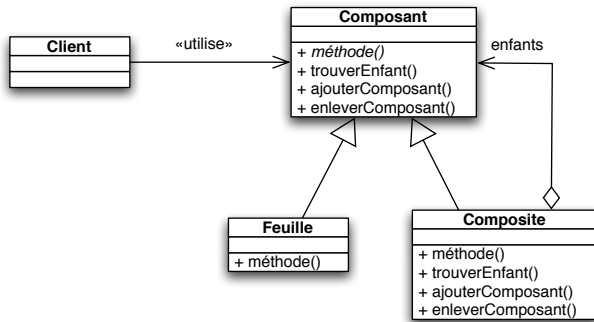 Composant
+ méthode()
+ trouverEnfant()
+ ajouterComposant()
+ enleverComposant()
Client
«utilise»
enfants
Feuille
+ méthode()
Composite
+ méthode()
+ trouverEnfant()
+ ajouterComposant()
+ enleverComposant()